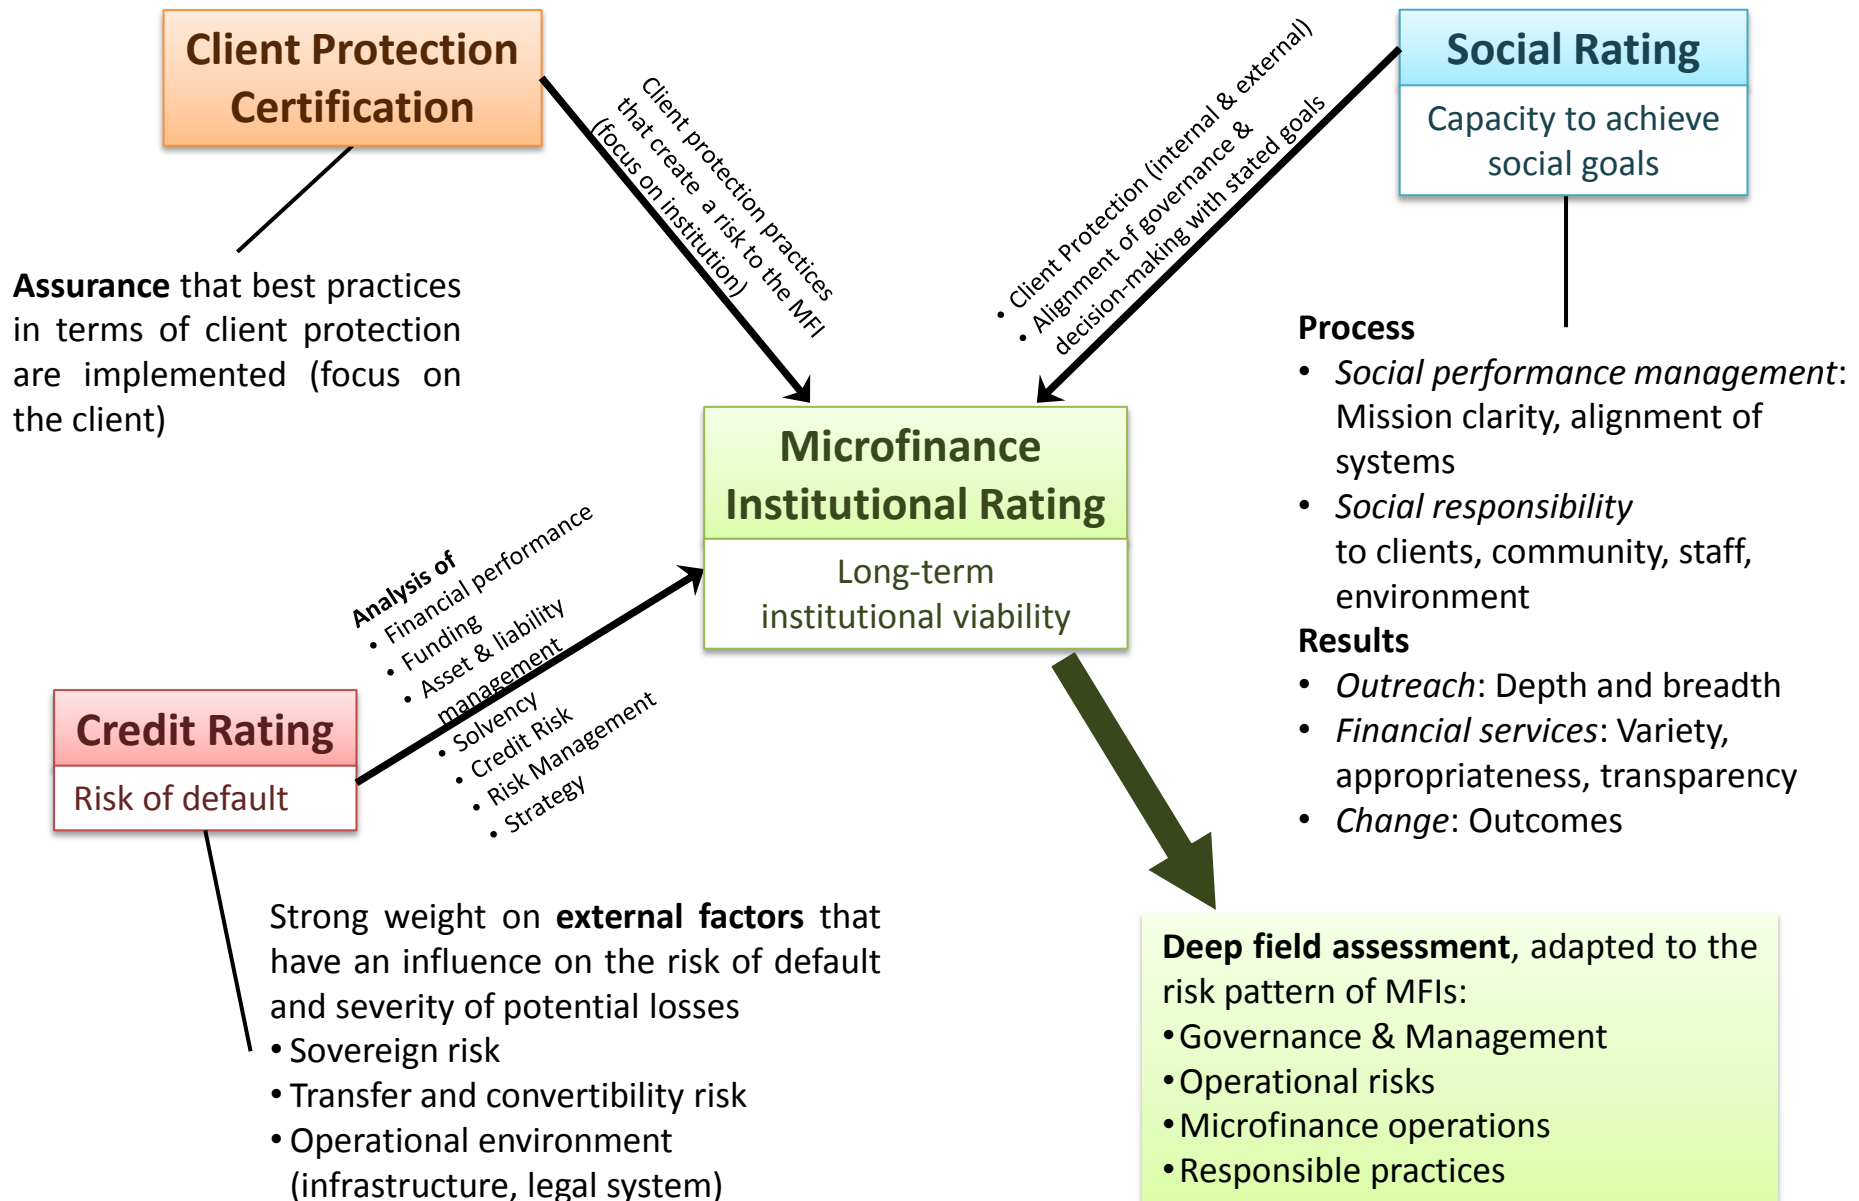 Client Protection
Certification
Client protection practices
that create a risk to the MFI
(focus on institution)
Assurance that best practices
in terms of client protection
are implemented (focus on
the client)
Social Rating
Capacity to achieve
social goals
• Client Protection (internal & external)
• Alignment of governance &
decision-making with stated goals
Process
• Social performance management:
Mission clarity, alignment of
systems
• Social responsibility
to clients, community, staff,
environment
Results
• Outreach: Depth and breadth
• Financial services: Variety,
appropriateness, transparency
• Change: Outcomes
Microfinance
Institutional Rating
Long-term
institutional viability
Analysis of
• Financial performance
• Funding
• Asset & liability
management
• Solvency
• Credit Risk
• Risk Management
• Strategy
Credit Rating
Risk of default
Strong weight on external factors that
have an influence on the risk of default
and severity of potential losses
• Sovereign risk
• Transfer and convertibility risk
• Operational environment
(infrastructure, legal system)
Deep field assessment, adapted to the
risk pattern of MFIs:
•Governance & Management
•Operational risks
•Microfinance operations
•Responsible practices